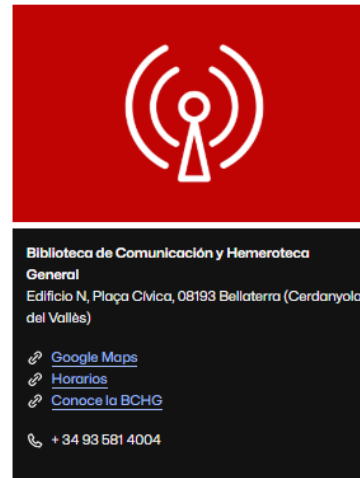 Biblioteca de Comunicación y Hemeroteca
General
Edificio N, Plaça Cívica, 08193 Bellaterra (Cerdanyola
del Vallès)
Google Maps
Horarios
Conoce la BCHG
+ 34 93 581 4004